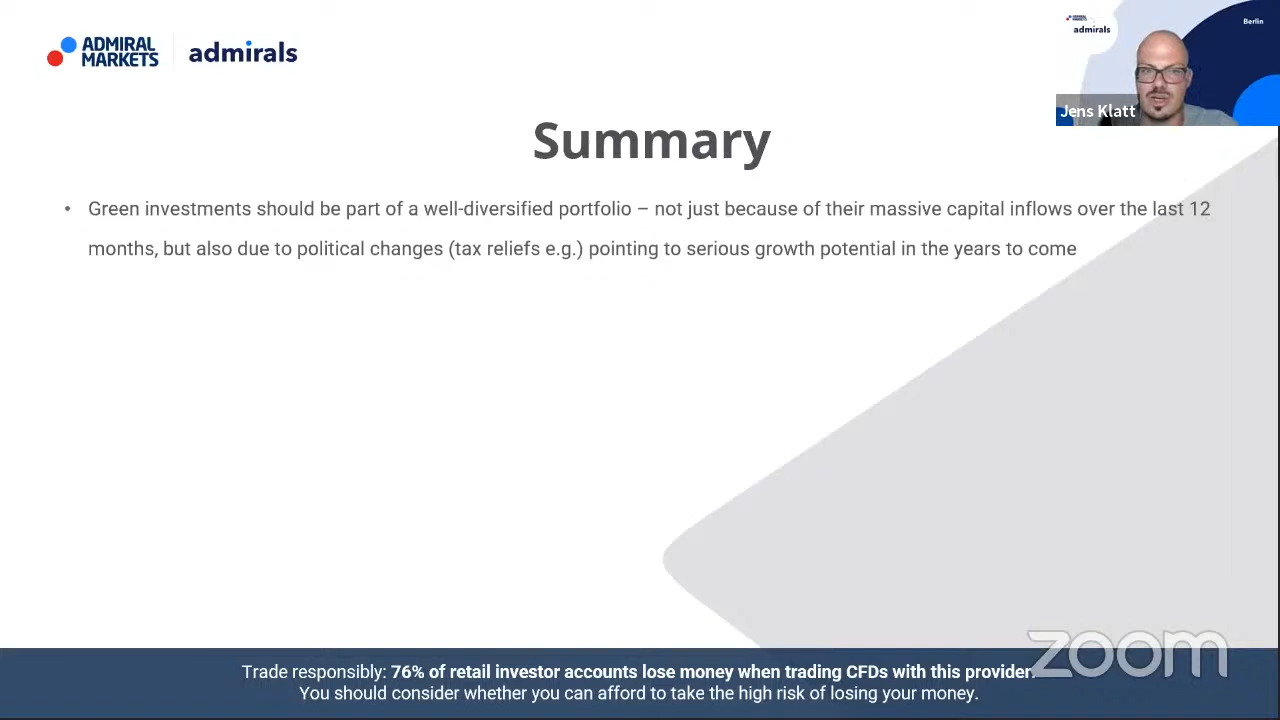 ADMIRAL
MARKETS
admirals
admirals
Berlin
Jens Klatt
Summary
• Green investments should be part of a well-diversified portfolio – not just because of their massive capital inflows over the last 12
months, but also due to political changes (tax reliefs e.g.) pointing to serious growth potential in the years to come
zoom
Trade responsibly: 76% of retail investor accounts lose money when trading CFDs with this provider.
You should consider whether you can afford to take the high risk of losing your money.